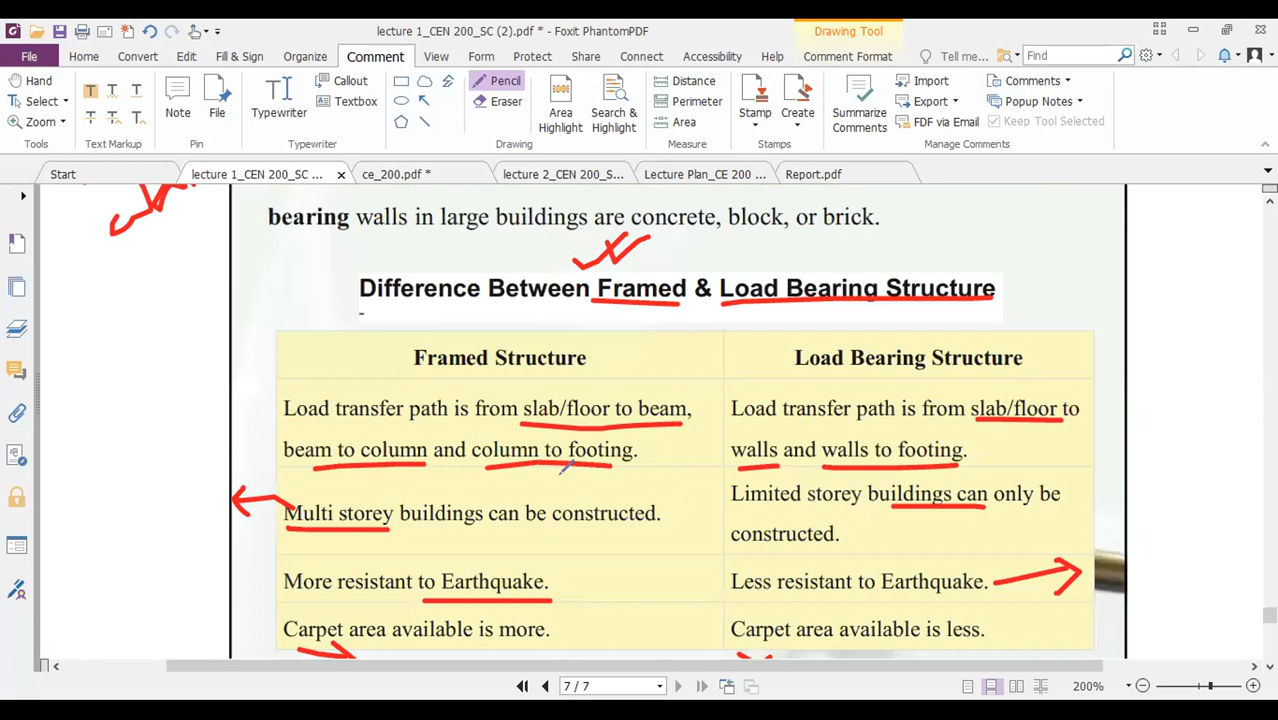 lecture 1_CEN 200_SC (2).pdf * - Foxit PhantomPDF
Drawing Tool
File Home Convert Edit Fill & Sign Organize Comment View Form Protect Share Connect Accessibility Help Comment Format Tell me... Find
Hand
Select
Zoom
Tools
Text Markup
Note
File
Pin
Typewriter
Callout
Textbox
Typewriter
Pencil
Eraser
Area Highlight
Search & Highlight
Drawing
Distance
Perimeter
Area
Measure
Stamp
Create
Stamps
Summarize Comments
Import
Export
FDF via Email
Comments
Popup Notes
Keep Tool Selected
Manage Comments
Start
lecture 1_CEN 200_SC ...
ce_200.pdf *
lecture 2_CEN 200_S...
Lecture Plan_CE 200 ...
Report.pdf
bearing walls in large buildings are concrete, block, or brick.
Difference Between Framed & Load Bearing Structure
-
Framed Structure
Load Bearing Structure
Load transfer path is from slab/floor to beam,
beam to column and column to footing.
Load transfer path is from slab/floor to
walls and walls to footing.
Multi storey buildings can be constructed.
Limited storey buildings can only be
constructed.
More resistant to Earthquake.
Less resistant to Earthquake.
Carpet area available is more.
Carpet area available is less.
7 / 7
200%